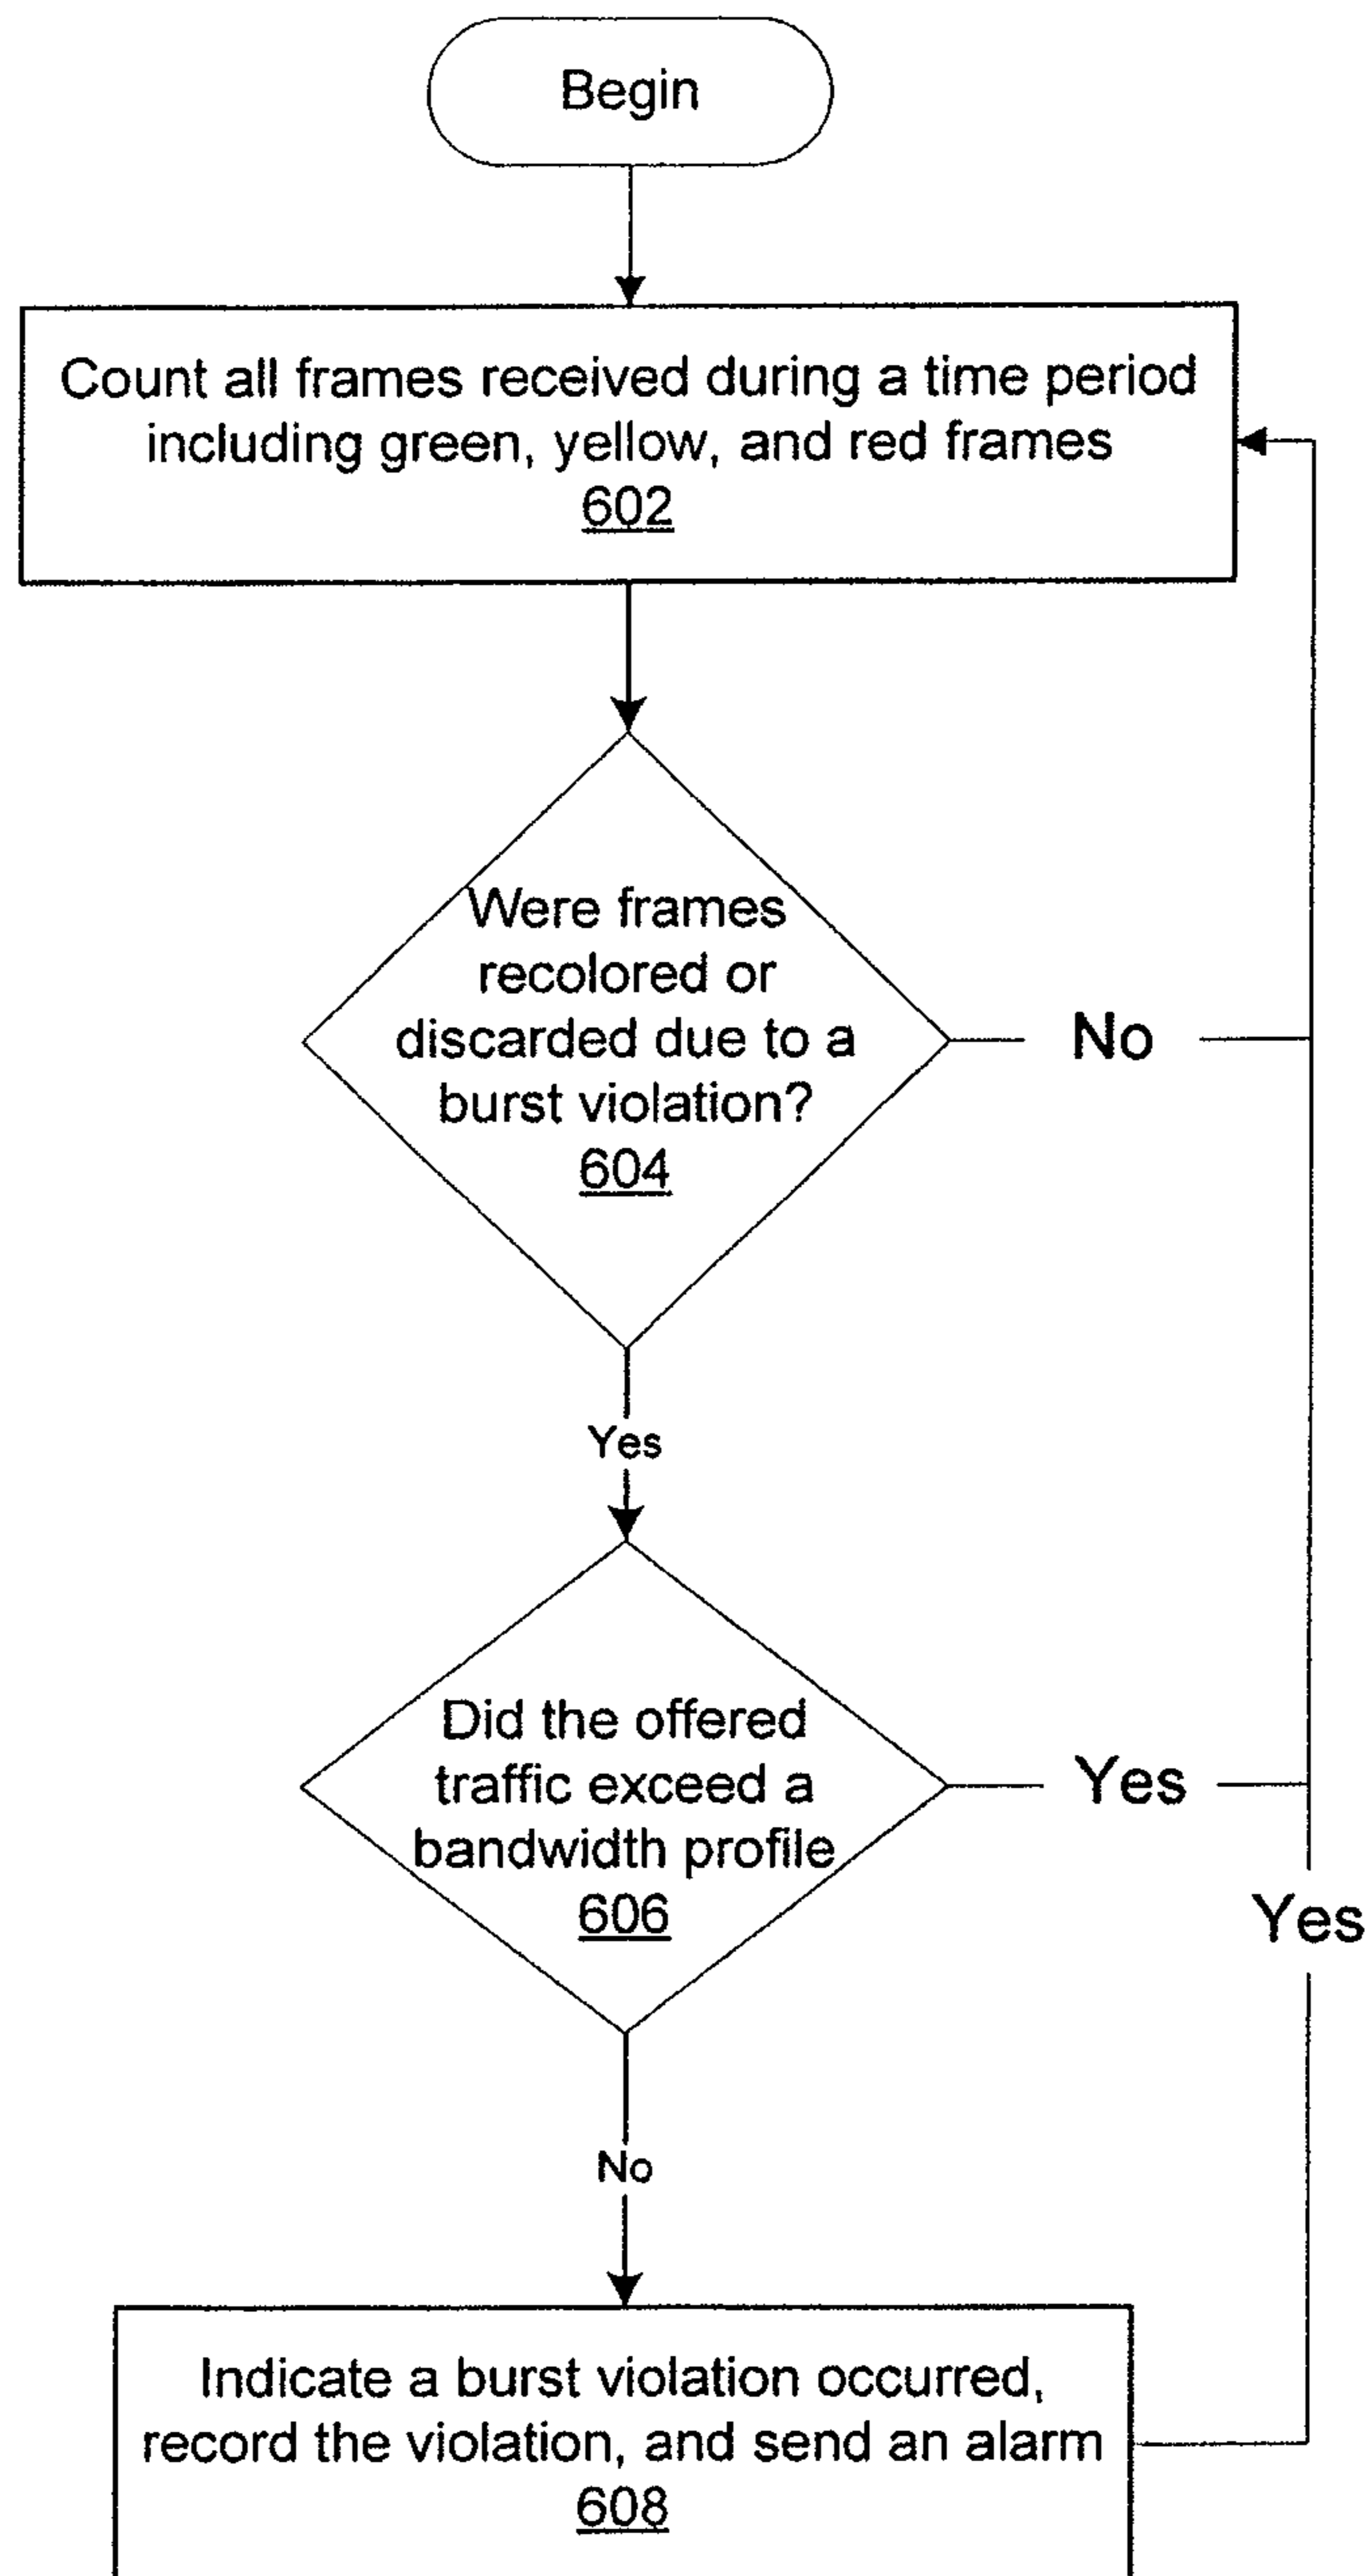 Begin
Count all frames received during a time period
including green, yellow, and red frames
602
Were frames
recolored or
discarded due to a
burst violation?
604
No
Yes
Did the offered
traffic exceed a
bandwidth profile
606
Yes
Yes
No
Indicate a burst violation occurred,
record the violation, and send an alarm
608